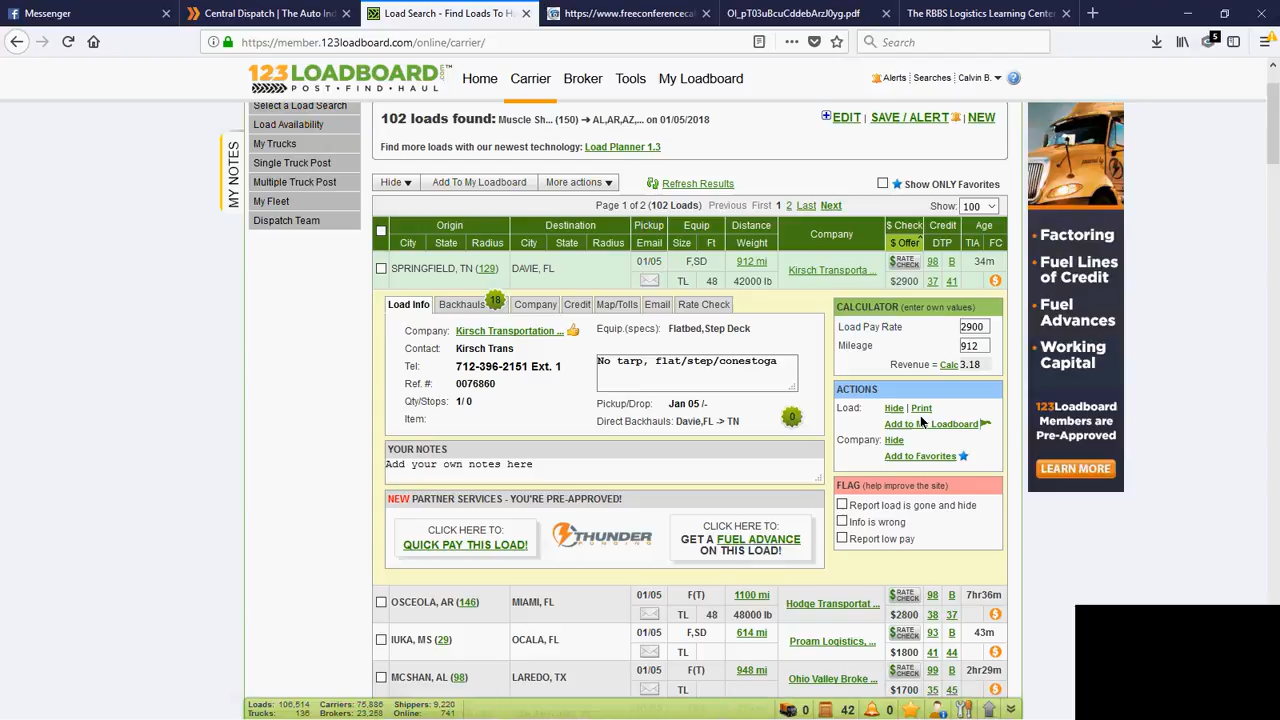 Messenger
Central Dispatch | The Auto Ind
Load Search - Find Loads To H
https://www.freeconferenceca
OI_pT03uBcuCddebArzJ0yg.pdf
The RBBS Logistics Learning Cente
https://member.123loadboard.com/online/carrier/
Search
5
123LOADBOARD
POST • FIND • HAUL
Home
Carrier
Broker
Tools
My Loadboard
Alerts
Searches
Calvin B.
Select a Load Search
Load Availability
My Trucks
Single Truck Post
Multiple Truck Post
My Fleet
Dispatch Team
MY NOTES
102 loads found: Muscle Sh... (150) → AL,AR,AZ,... on 01/05/2018
EDIT | SAVE / ALERT | NEW
Find more loads with our newest technology: Load Planner 1.3
Hide
Add To My Loadboard
More actions
Refresh Results
Show ONLY Favorites
Page 1 of 2 (102 Loads) Previous First 1 2 Last Next
Show: 100
Origin Destination Pickup Equip Distance Company $ Check Credit Age
City State Radius City State Radius Email Size Ft Weight $ Offer DTP TIA FC
SPRINGFIELD, TN (129) DAVIE, FL 01/05 F,SD 912 mi Kirsch Transporta ... $ RATE CHECK 98 B 34m
TL 48 42000 lb $2900 37 41
Load Info
Backhauls
18
Company
Credit
Map/Tolls
Email
Rate Check
Company: Kirsch Transportation ...
Contact: Kirsch Trans
Tel: 712-396-2151 Ext. 1
Ref. #: 0076860
Qty/Stops: 1/ 0
Item:
Equip.(specs): Flatbed,Step Deck
No tarp, flat/step/conestoga
Pickup/Drop: Jan 05 /-
Direct Backhauls: Davie,FL -> TN
0
YOUR NOTES
Add your own notes here
NEW PARTNER SERVICES - YOU'RE PRE-APPROVED!
CLICK HERE TO:
QUICK PAY THIS LOAD!
THUNDER
FUNDING
CLICK HERE TO:
GET A FUEL ADVANCE
ON THIS LOAD!
CALCULATOR (enter own values)
Load Pay Rate 2900
Mileage 912
Revenue = Calc 3.18
ACTIONS
Load: Hide | Print
Add to My Loadboard
Company: Hide
Add to Favorites
FLAG (help improve the site)
Report load is gone and hide
Info is wrong
Report low pay
OSCEOLA, AR (146) MIAMI, FL 01/05 F(T) 1100 mi Hodge Transportat ... $ RATE CHECK 98 B 7hr36m
TL 48 48000 lb $2800 38 37
IUKA, MS (29) OCALA, FL 01/05 F,SD 614 mi Proam Logistics, ... $ RATE CHECK 93 B 43m
TL $1800 41 44
MCSHAN, AL (98) LAREDO, TX 01/05 F(T) 948 mi Ohio Valley Broke ... $ RATE CHECK 99 B 2hr29m
TL $1700 35 45
• Factoring
• Fuel Lines
of Credit
• Fuel
Advances
• Working
Capital
123Loadboard
Members are
Pre-Approved
LEARN MORE
Loads: 106,514 Carriers: 75,886 Shippers: 9,220
Trucks: 136 Brokers: 23,258 Online: 741
0 42 0